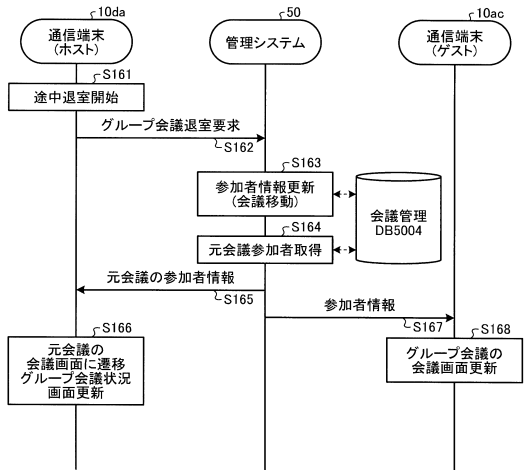 10da
通信端末
(ホスト)
50
管理システム
10ac
通信端末
(ゲスト)
S161
途中退室開始
グループ会議退室要求
S162
S163
参加者情報更新
(会議移動)
会議管理
DB5004
S164
元会議参加者取得
元会議の参加者情報
S165
参加者情報
S167
S166
元会議の
会議画面に遷移
グループ会議状況
画面更新
S168
グループ会議の
会議画面更新